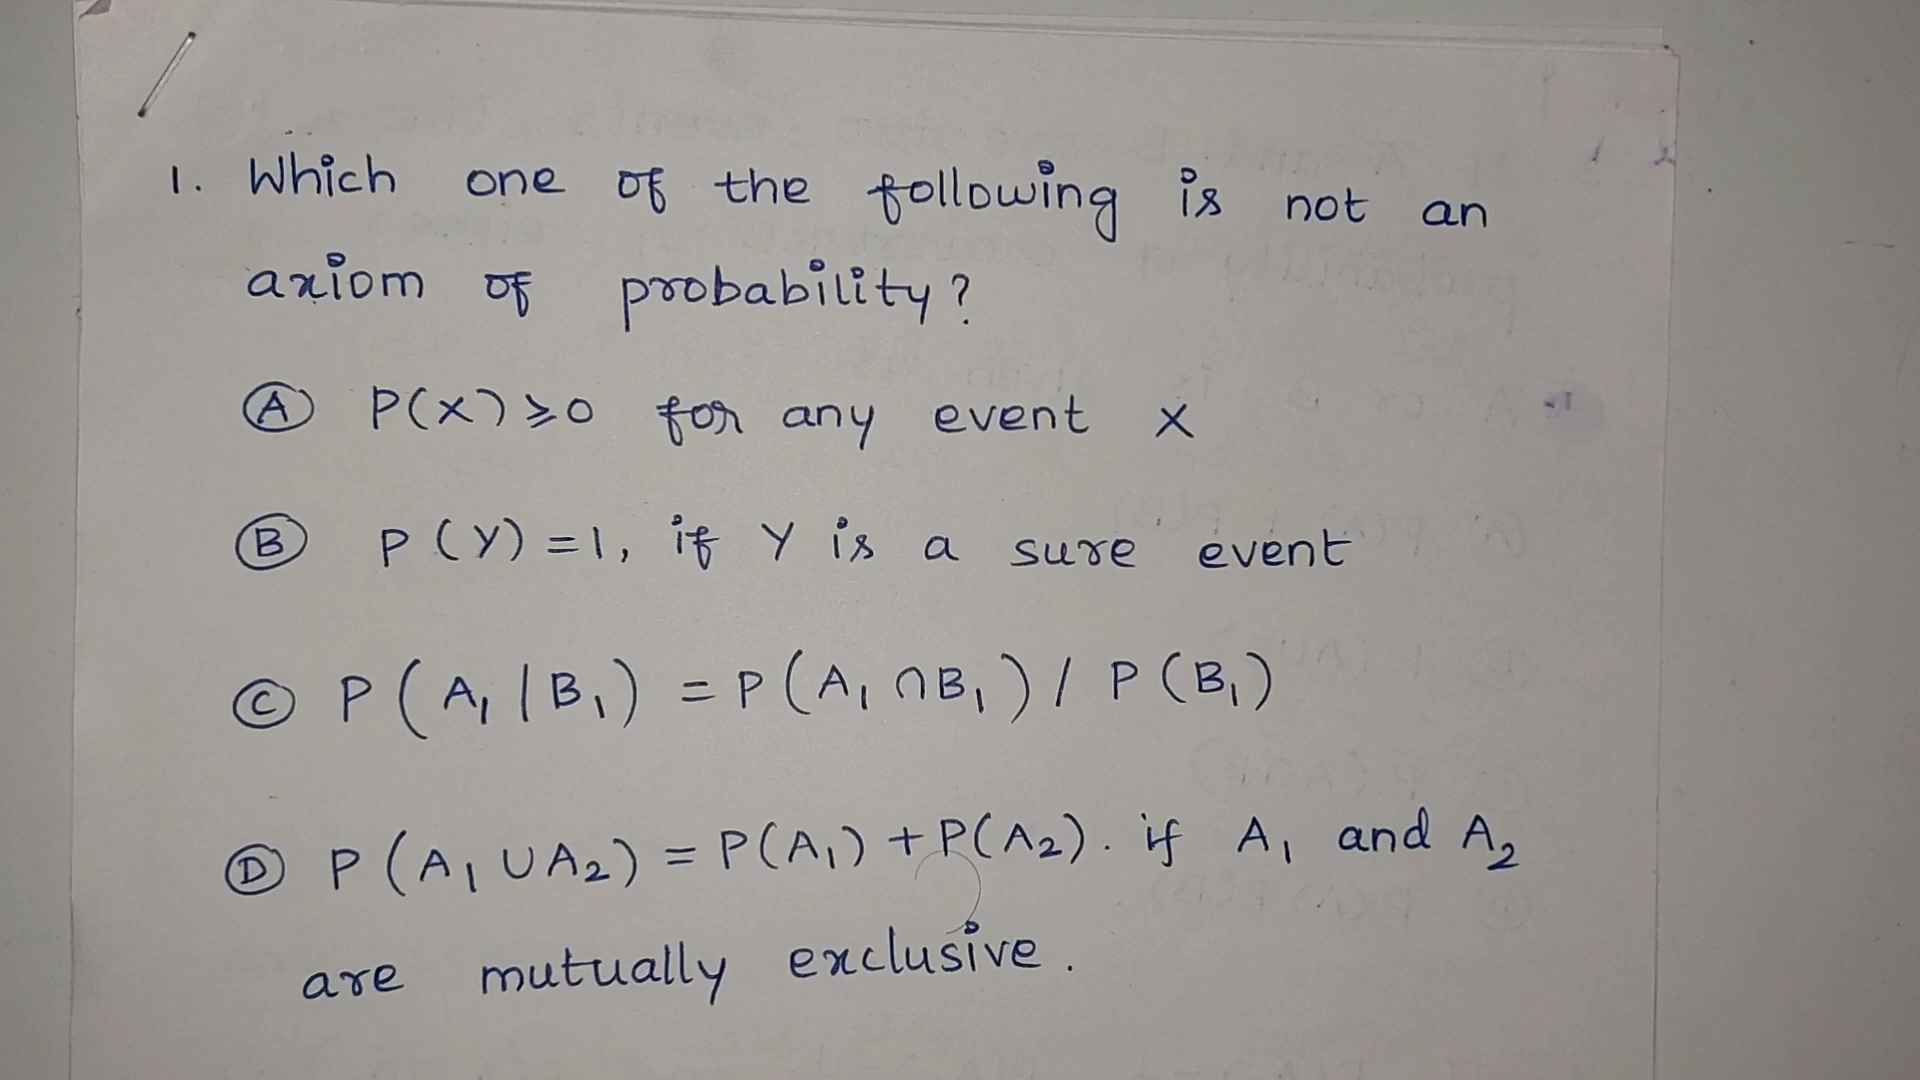 1. Which one of the following is not an
axiom of probability?
Ⓐ P(X) ⩾ 0 for any event X
Ⓑ P(Y) = 1, if Y is a sure event
Ⓒ P(A₁ | B₁) = P(A₁ ∩ B₁) / P(B₁)
Ⓓ P(A₁ ∪ A₂) = P(A₁) + P(A₂). if A₁ and A₂
are mutually exclusive.